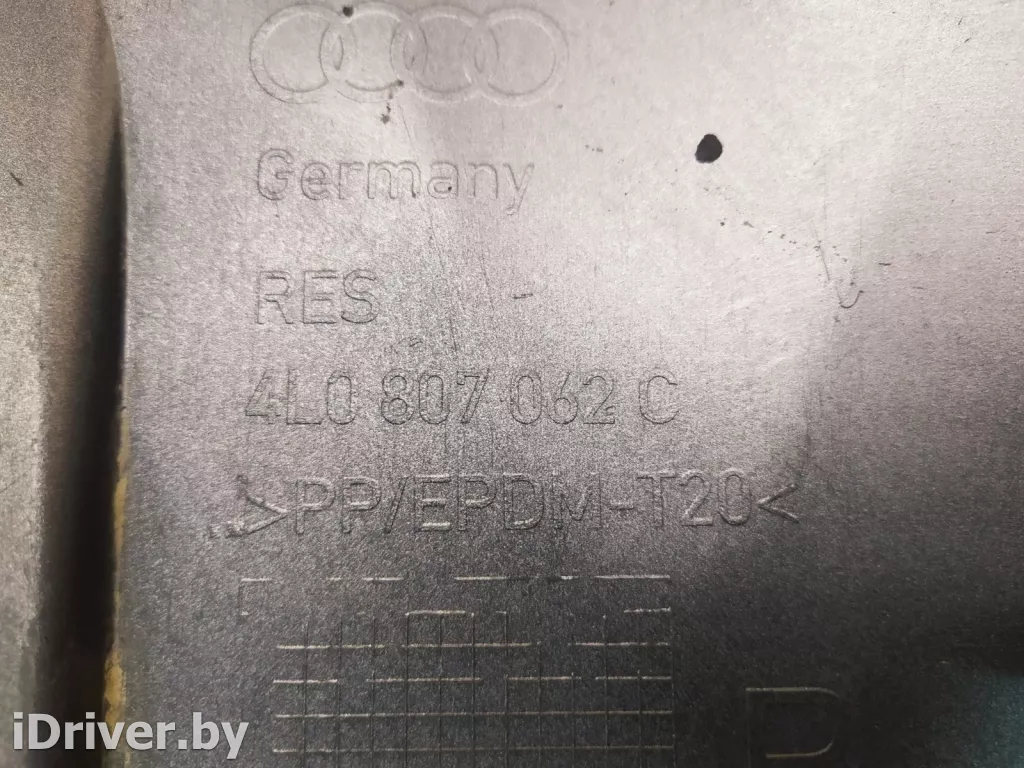 Germany
RES
4L0 807 062 C
>PP/EPDM-T20<
iDriver.by